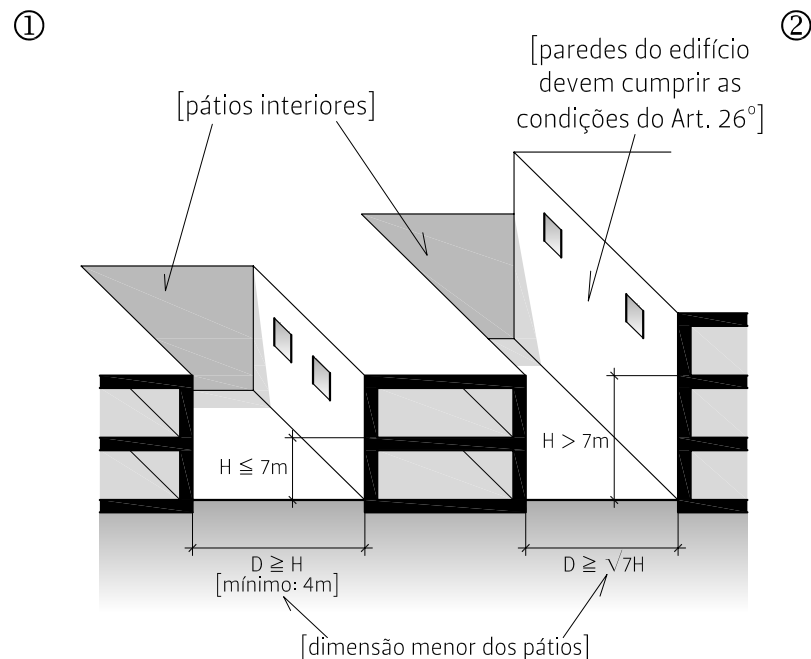 ① ②
[paredes do edifício
devem cumprir as
condições do Art. 26º]
[pátios interiores]
H ≦ 7m
H > 7m
D ≧ H
[mínimo: 4m]
D ≧ √7H
[dimensão menor dos pátios]